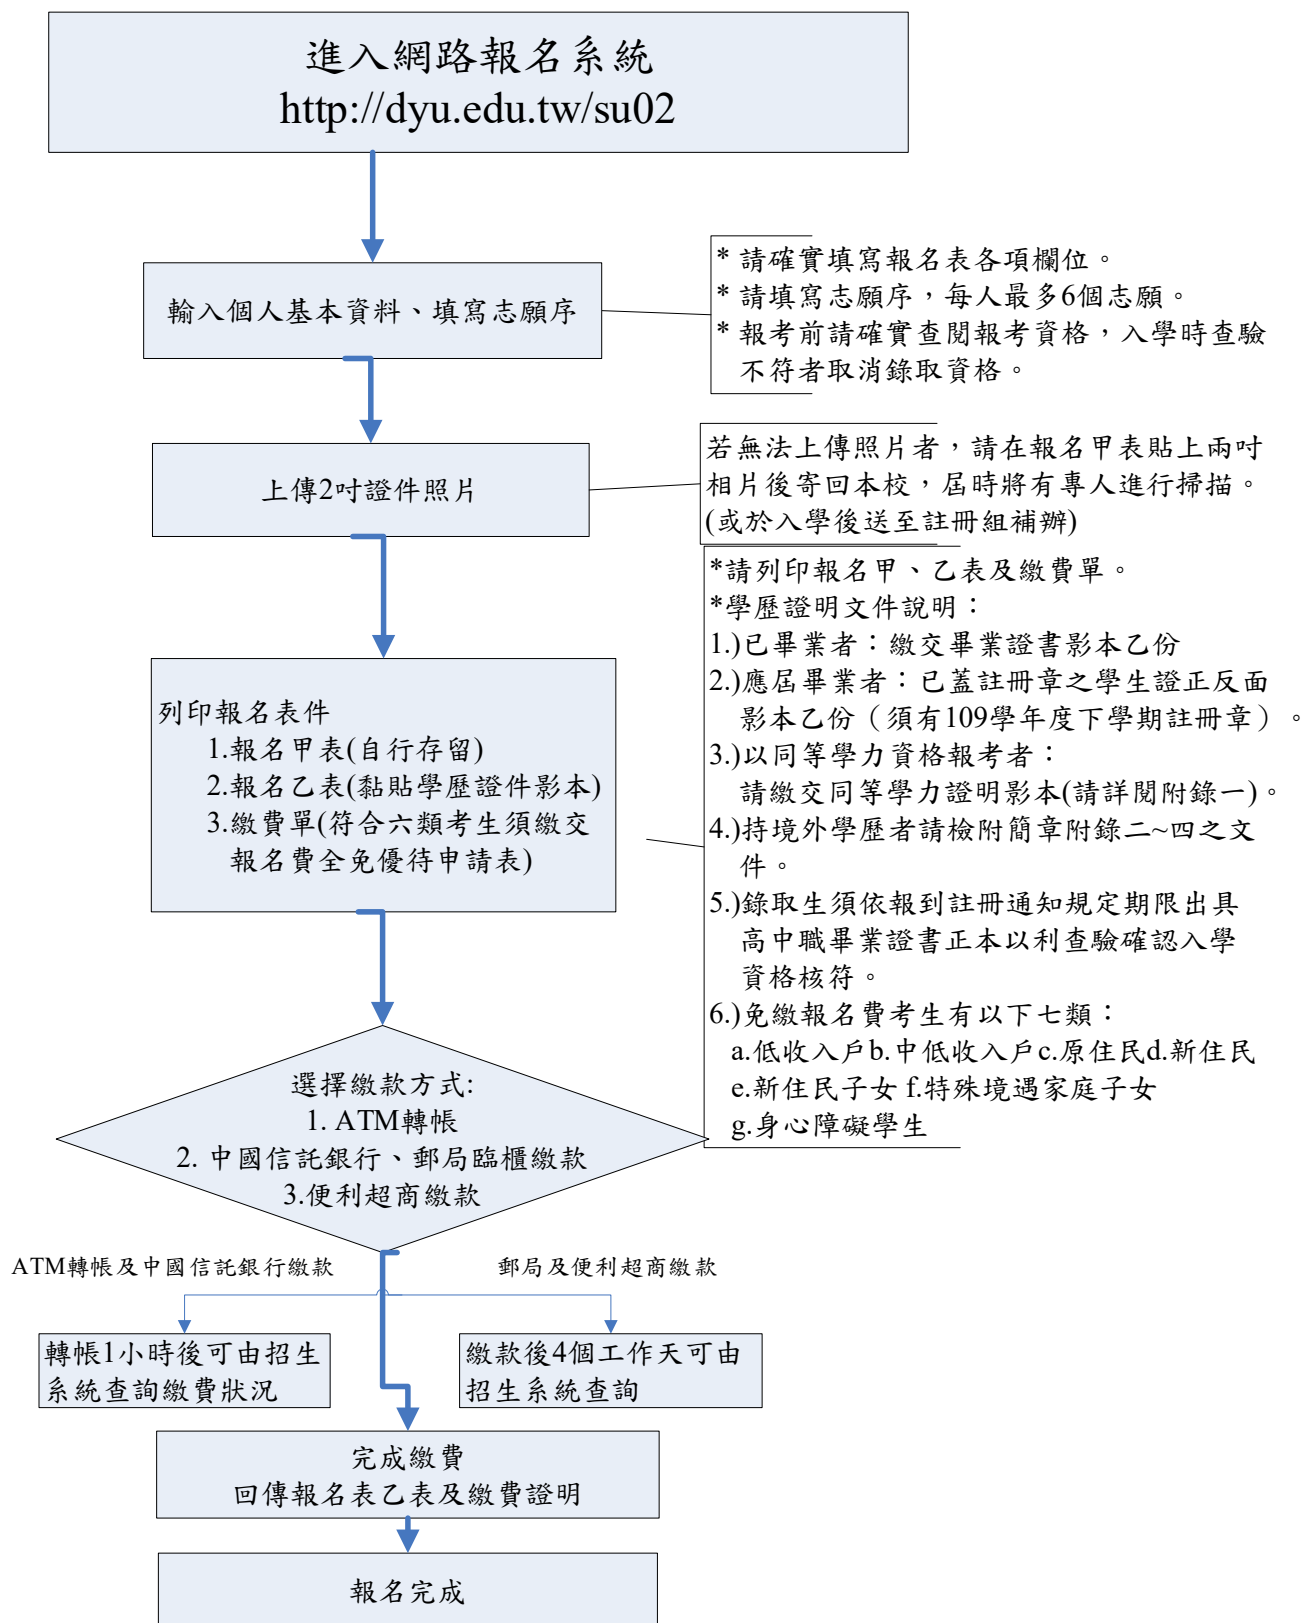 進入網路報名系統
http://dyu.edu.tw/su02
輸入個人基本資料、填寫志願序
* 請確實填寫報名表各項欄位。
* 請填寫志願序，每人最多6個志願。
* 報考前請確實查閱報考資格，入學時查驗
不符者取消錄取資格。
上傳2吋證件照片
若無法上傳照片者，請在報名甲表貼上兩吋
相片後寄回本校，屆時將有專人進行掃描。
(或於入學後送至註冊組補辦)
列印報名表件
1.報名甲表(自行存留)
2.報名乙表(黏貼學歷證件影本)
3.繳費單(符合六類考生須繳交
報名費全免優待申請表)
*請列印報名甲、乙表及繳費單。
*學歷證明文件說明：
1.)已畢業者：繳交畢業證書影本乙份
2.)應屆畢業者：已蓋註冊章之學生證正反面
影本乙份（須有109學年度下學期註冊章）。
3.)以同等學力資格報考者：
請繳交同等學力證明影本(請詳閱附錄一)。
4.)持境外學歷者請檢附簡章附錄二~四之文
件。
5.)錄取生須依報到註冊通知規定期限出具
高中職畢業證書正本以利查驗確認入學
資格核符。
6.)免繳報名費考生有以下七類：
a.低收入戶b.中低收入戶c.原住民d.新住民
e.新住民子女 f.特殊境遇家庭子女
g.身心障礙學生
選擇繳款方式:
1. ATM轉帳
2. 中國信託銀行、郵局臨櫃繳款
3.便利超商繳款
ATM轉帳及中國信託銀行繳款
郵局及便利超商繳款
轉帳1小時後可由招生
系統查詢繳費狀況
繳款後4個工作天可由
招生系統查詢
完成繳費
回傳報名表乙表及繳費證明
報名完成